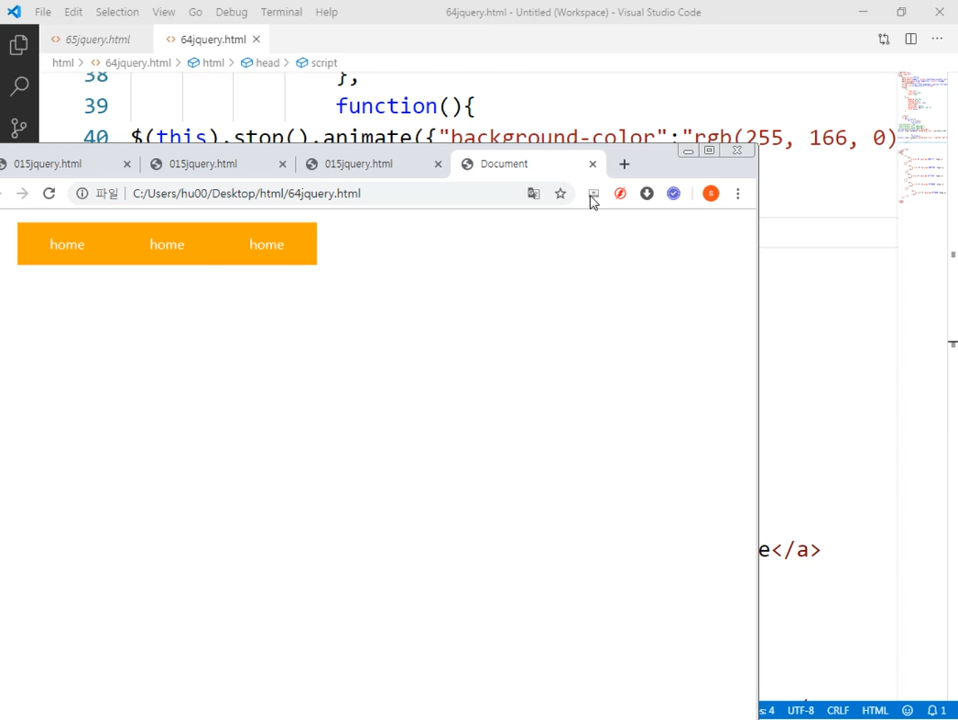 File Edit Selection View Go Debug Terminal Help 64jquery.html - Untitled (Workspace) - Visual Studio Code
65jquery.html 64jquery.html
html > 64jquery.html > html > head > script
38 },
39 function(){
40 $(this).stop().animate({"background-color":"rgb(255, 166, 0)
015jquery.html 015jquery.html 015jquery.html Document
파일 C:/Users/hu00/Desktop/html/64jquery.html
s
home home home
e</a>
s: 4 UTF-8 CRLF HTML 1